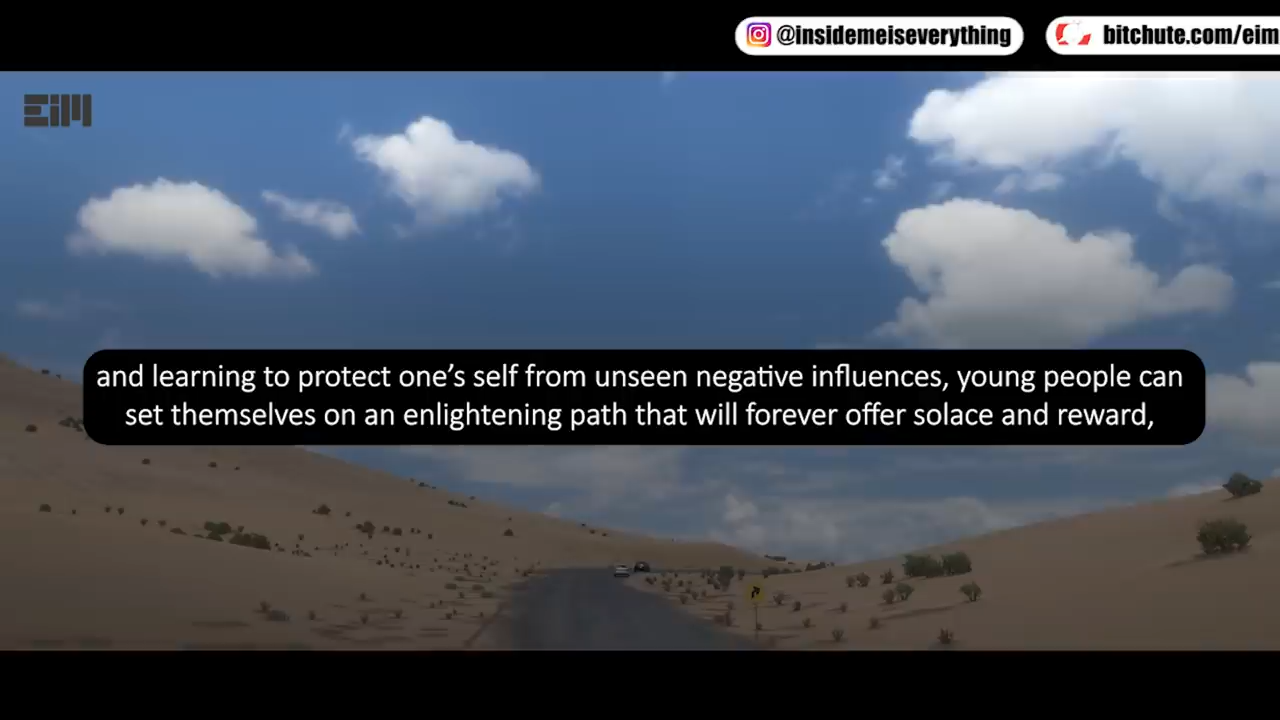 @insidemeiseverything
bitchute.com/eim
EIM
and learning to protect one’s self from unseen negative influences, young people can
set themselves on an enlightening path that will forever offer solace and reward,